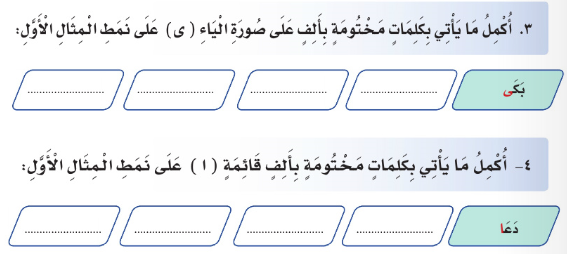 ٣. أُكْمِلُ مَا يَأْتِي بِكَلِمَاتٍ مَخْتُومَةٍ بِأَلِفٍ عَلَى صُورَةِ الْيَاءِ ( ى ) عَلَى نَمَطِ الْمِثَالِ الْأَوَّلِ:
بَكَى ........................ ........................ ........................ ........................
٤- أُكْمِلُ مَا يَأْتِي بِكَلِمَاتٍ مَخْتُومَةٍ بِأَلِفٍ قَائِمَةٍ ( ا ) عَلَى نَمَطِ الْمِثَالِ الْأَوَّلِ:
دَعَا ........................ ........................ ........................ ........................